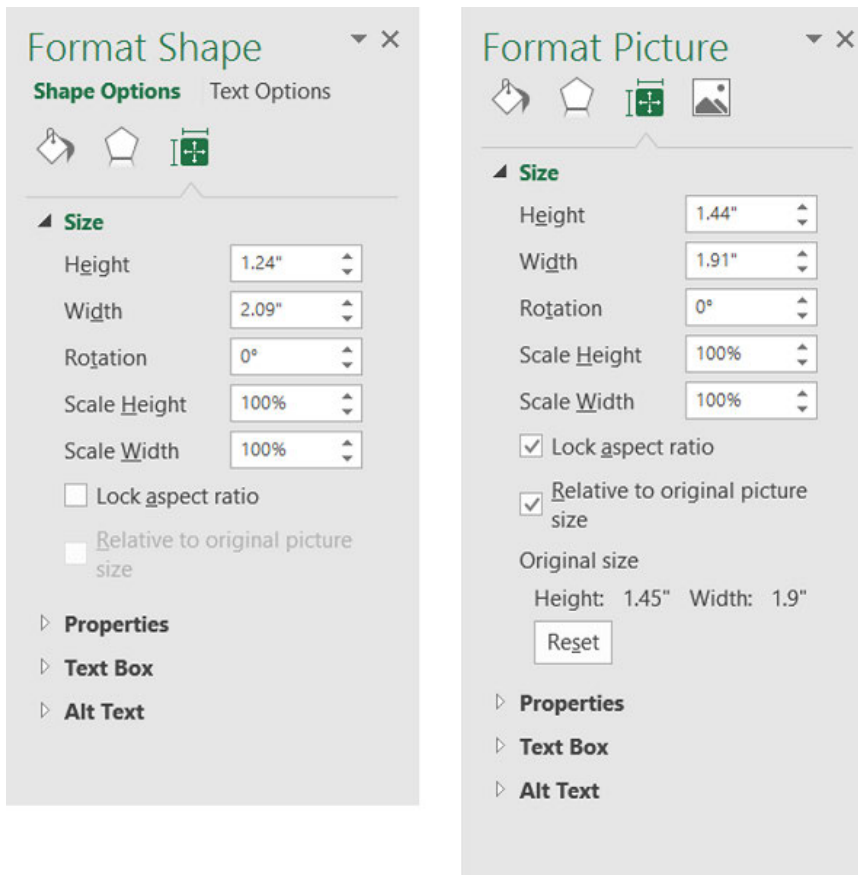 Format Shape
Shape Options Text Options
Size
Height 1.24"
Width 2.09"
Rotation 0°
Scale Height 100%
Scale Width 100%
Lock aspect ratio
Relative to original picture
size
Properties
Text Box
Alt Text
Format Picture
Size
Height 1.44"
Width 1.91"
Rotation 0°
Scale Height 100%
Scale Width 100%
Lock aspect ratio
Relative to original picture
size
Original size
Height: 1.45" Width: 1.9"
Reset
Properties
Text Box
Alt Text